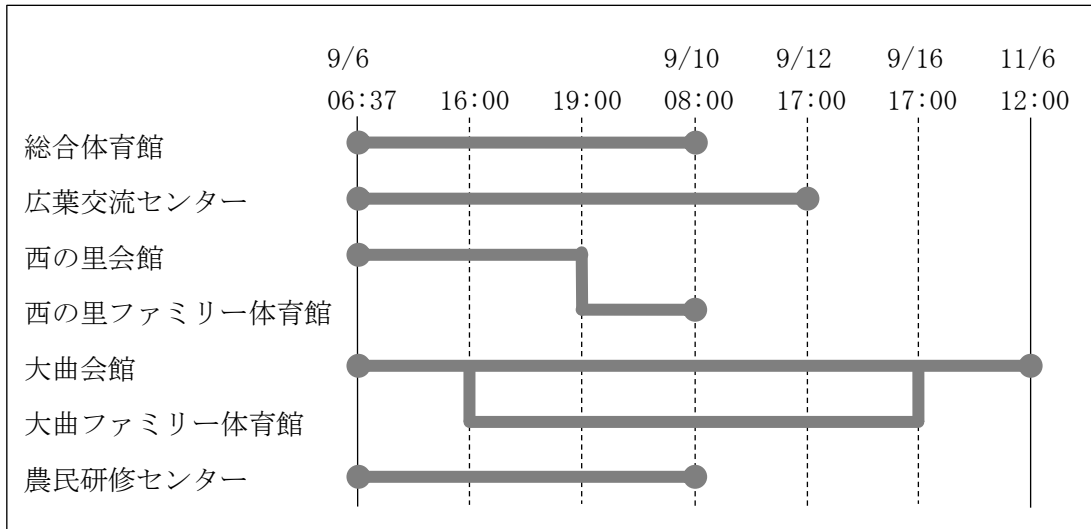 9/6 9/10 9/12 9/16 11/6
06:37 16:00 19:00 08:00 17:00 17:00 12:00
総合体育館
広葉交流センター
西の里会館
西の里ファミリー体育館
大曲会館
大曲ファミリー体育館
農民研修センター